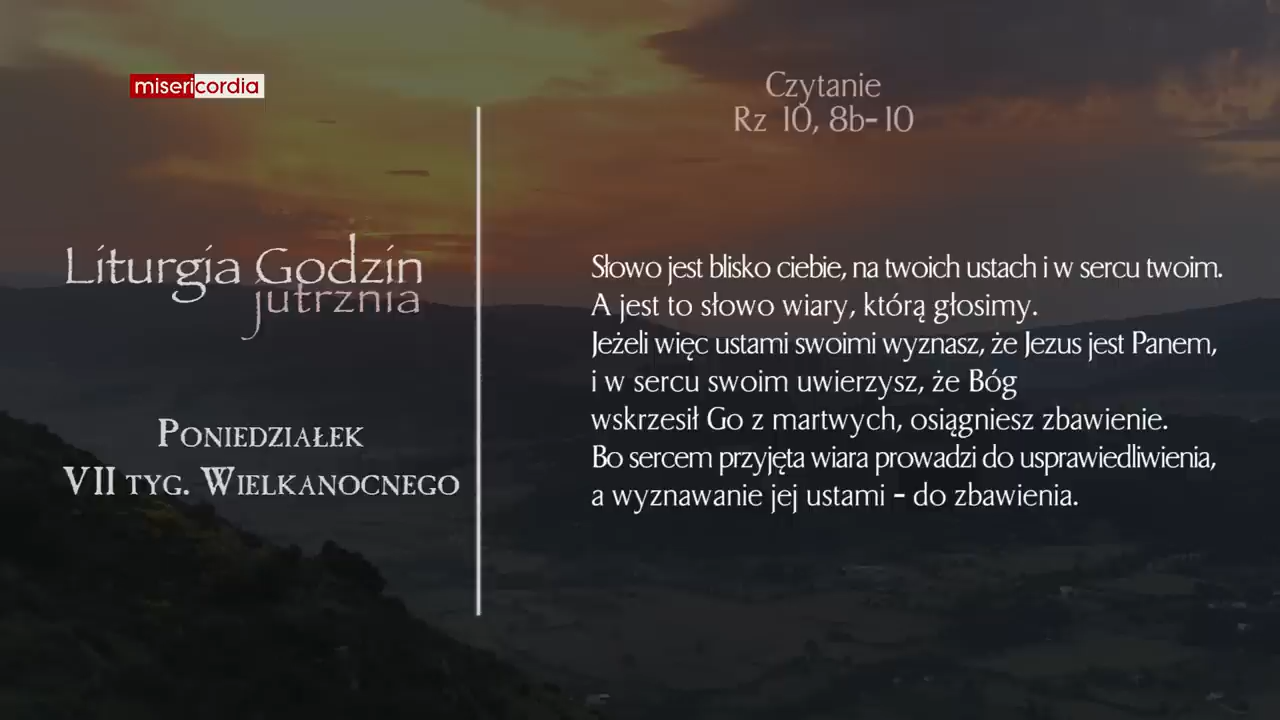 misericordia
Liturgia Godzin
jutrznia
Poniedziałek
VII tyg. Wielkanocnego
Czytanie
Rz 10, 8b-10
Słowo jest blisko ciebie, na twoich ustach i w sercu twoim.
A jest to słowo wiary, którą głosimy.
Jeżeli więc ustami swoimi wyznasz, że Jezus jest Panem,
i w sercu swoim uwierzysz, że Bóg
wskrzesił Go z martwych, osiągniesz zbawienie.
Bo sercem przyjęta wiara prowadzi do usprawiedliwienia,
a wyznawanie jej ustami - do zbawienia.